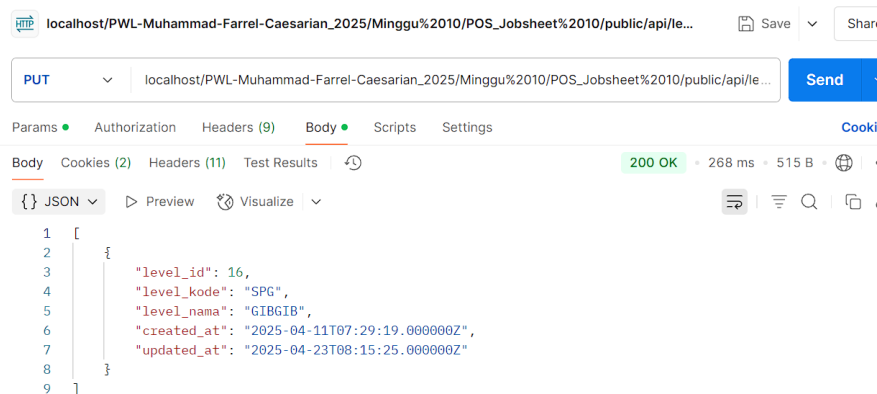 HTTP localhost/PWL-Muhammad-Farrel-Caesarian_2025/Minggu%2010/POS_Jobsheet%2010/public/api/le... Save Share
PUT localhost/PWL-Muhammad-Farrel-Caesarian_2025/Minggu%2010/POS_Jobsheet%2010/public/api/le... Send
Params Authorization Headers (9) Body Scripts Settings Cooki
Body Cookies (2) Headers (11) Test Results 200 OK 268 ms 515 B
{} JSON Preview Visualize
1 [
2 {
3 "level_id": 16,
4 "level_kode": "SPG",
5 "level_nama": "GIBGIB",
6 "created_at": "2025-04-11T07:29:19.000000Z",
7 "updated_at": "2025-04-23T08:15:25.000000Z"
8 }
9 ]